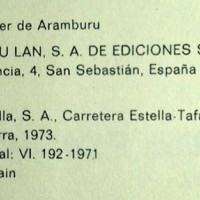 er de Aramburu
U LAN, S. A. DE EDICIONES S
ncia, 4, San Sebastián, España
lla, S. A., Carretera Estella-Tafa
rra, 1973.
al: VI. 192-1971
ain